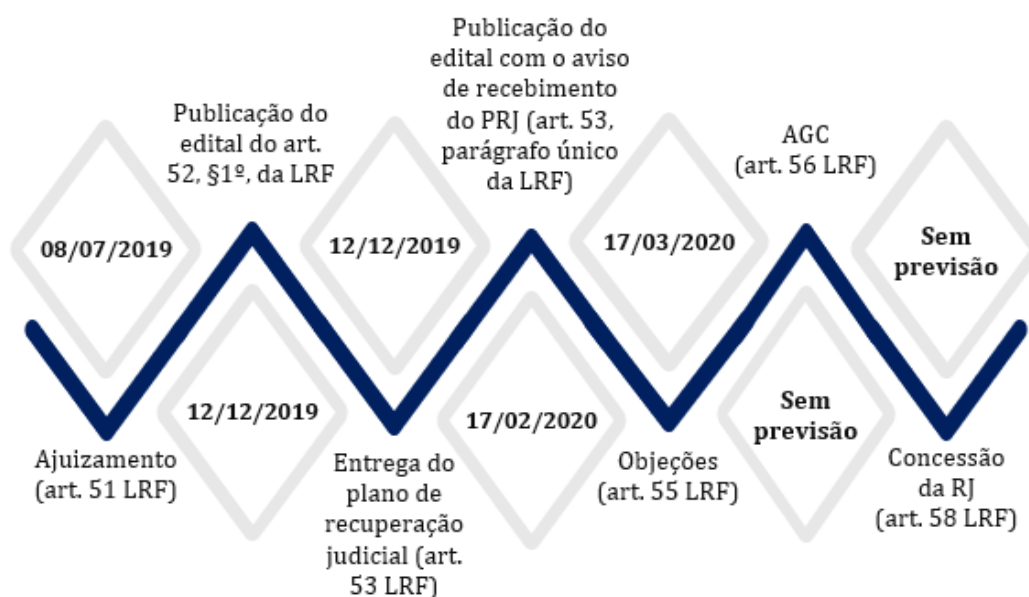 08/07/2019
Ajuizamento
(art. 51 LRF)
Publicação do
edital do art.
52, §1º, da LRF
12/12/2019
12/12/2019
Entrega do
plano de
recuperação
judicial (art.
53 LRF)
Publicação do
edital com o aviso
de recebimento
do PRJ (art. 53,
parágrafo único
da LRF)
17/02/2020
17/03/2020
Objeções
(art. 55 LRF)
AGC
(art. 56 LRF)
Sem
previsão
Sem
previsão
Concessão
da RJ
(art. 58 LRF)